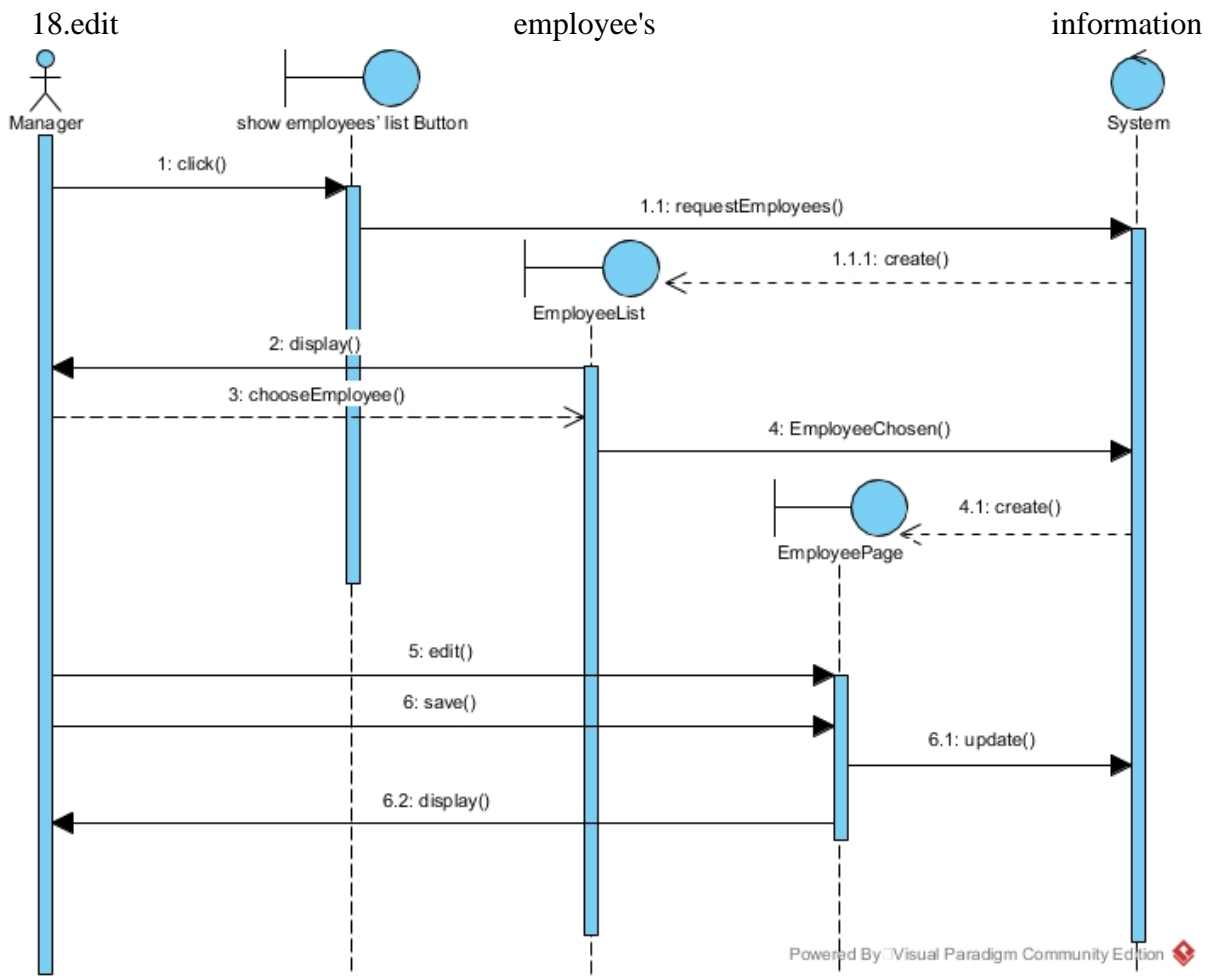 18.edit employee's information
Manager
show employees' list Button
System
1: click()
1.1: requestEmployees()
1.1.1: create()
EmployeeList
2: display()
3: chooseEmployee()
4: EmployeeChosen()
4.1: create()
EmployeePage
5: edit()
6: save()
6.1: update()
6.2: display()
Powered By Visual Paradigm Community Edition